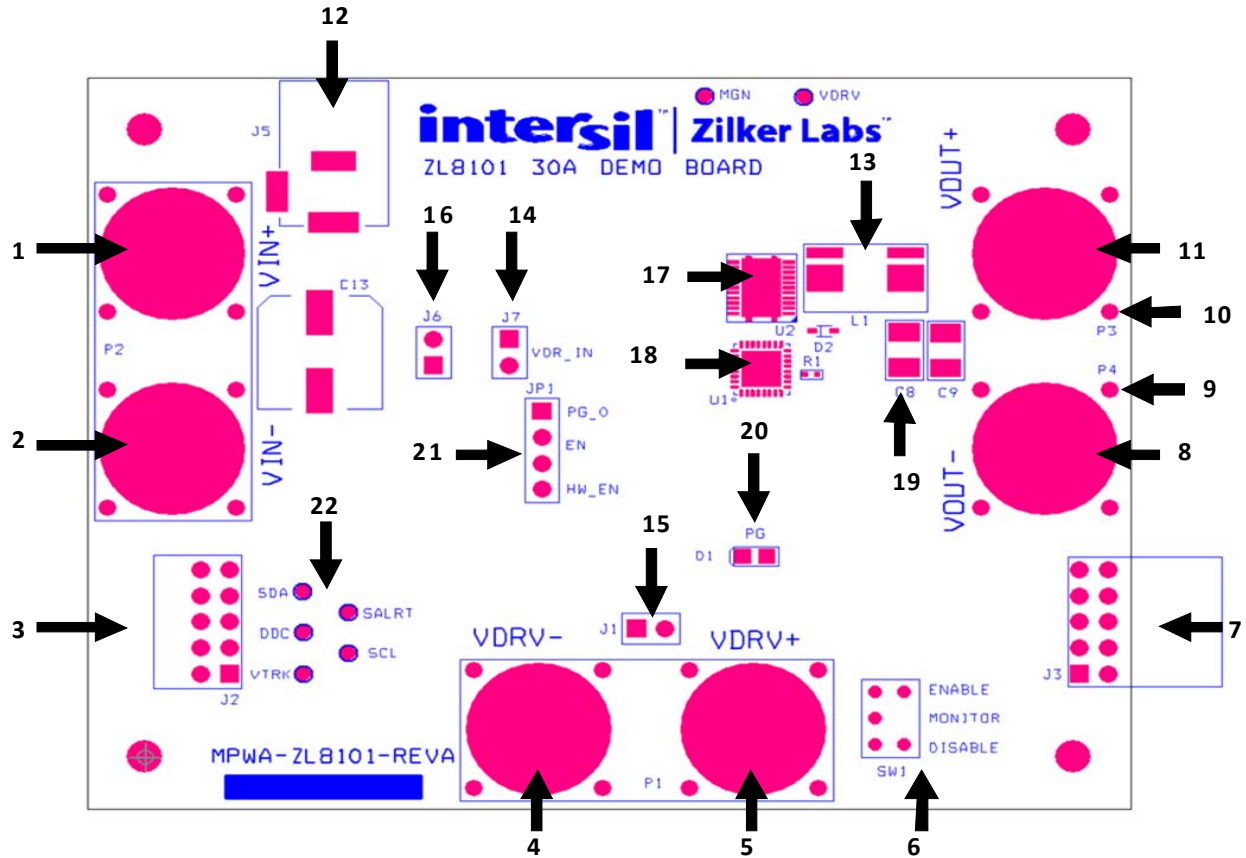 12
MGN
VDRV
intersil™ | Zilker Labs™
ZL8101 30A DEMO BOARD
J5
VOUT+
13
16
14
1
VIN+
17
11
C13
J6
J7
L1
10
U2
P3
P2
VDR_IN
D2
18
R1
P4
JP1
U1
C8
C9
9
PG_O
2
VIN-
21
EN
20
19
VOUT-
8
HW_EN
22
15
PG
D1
SDA
SALRT
3
DDC
J1
7
VDRV-
VDRV+
SCL
VTRK
J2
J3
ENABLE
MONITOR
MPWA-ZL8101-REVA
DISABLE
P1
SW1
4
5
6